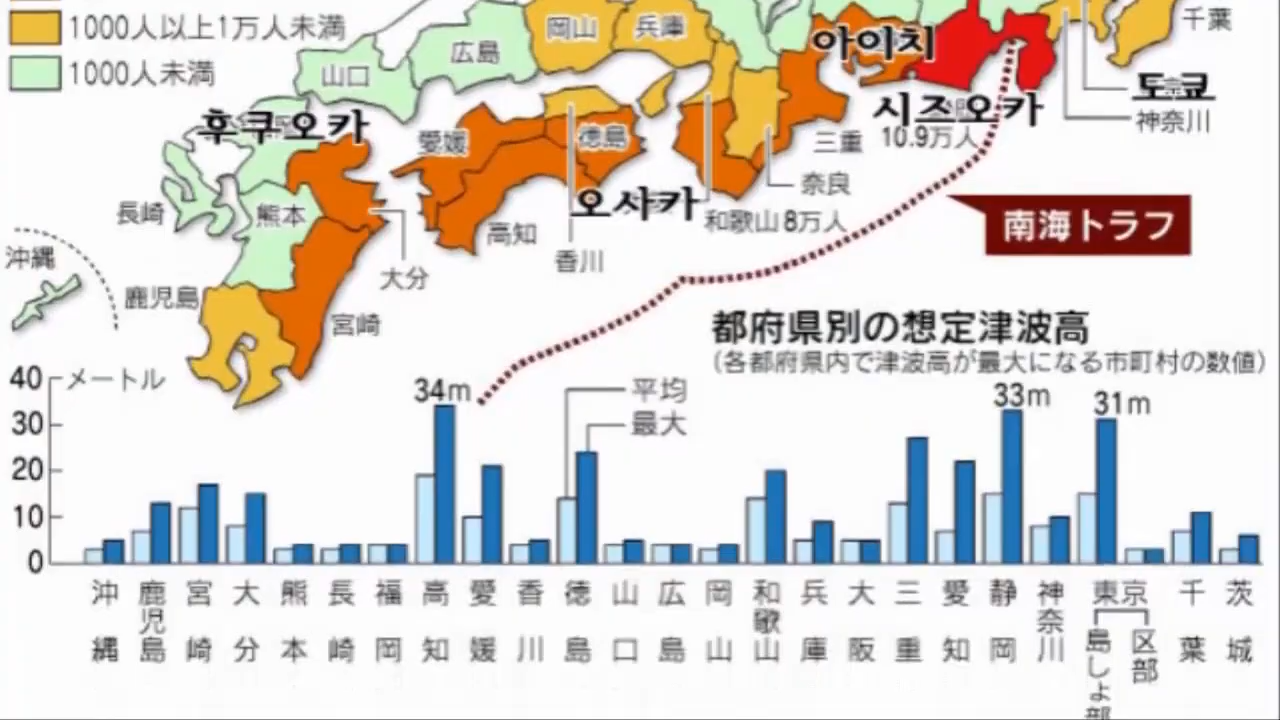 1000人以上1万人未満
1000人未満
岡山
兵庫
千葉
広島
山口
아이치
도쿄
神奈川
시즈오카
10.9万人
후쿠오카
愛媛
徳島
三重
奈良
오사카
和歌山8万人
長崎
熊本
高知
香川
大分
南海トラフ
沖縄
鹿児島
宮崎
都府県別の想定津波高
(各都府県内で津波高が最大になる市町村の数値)
40 メートル
30
20
10
0
34m
平均
最大
33m
31m
沖縄
鹿児島
宮崎
大分
熊本
長崎
福岡
高知
愛媛
香川
徳島
山口
広島
岡山
和歌山
兵庫
大阪
三重
愛知
静岡
神奈川
東京
島しょ部
区部
千葉
茨城